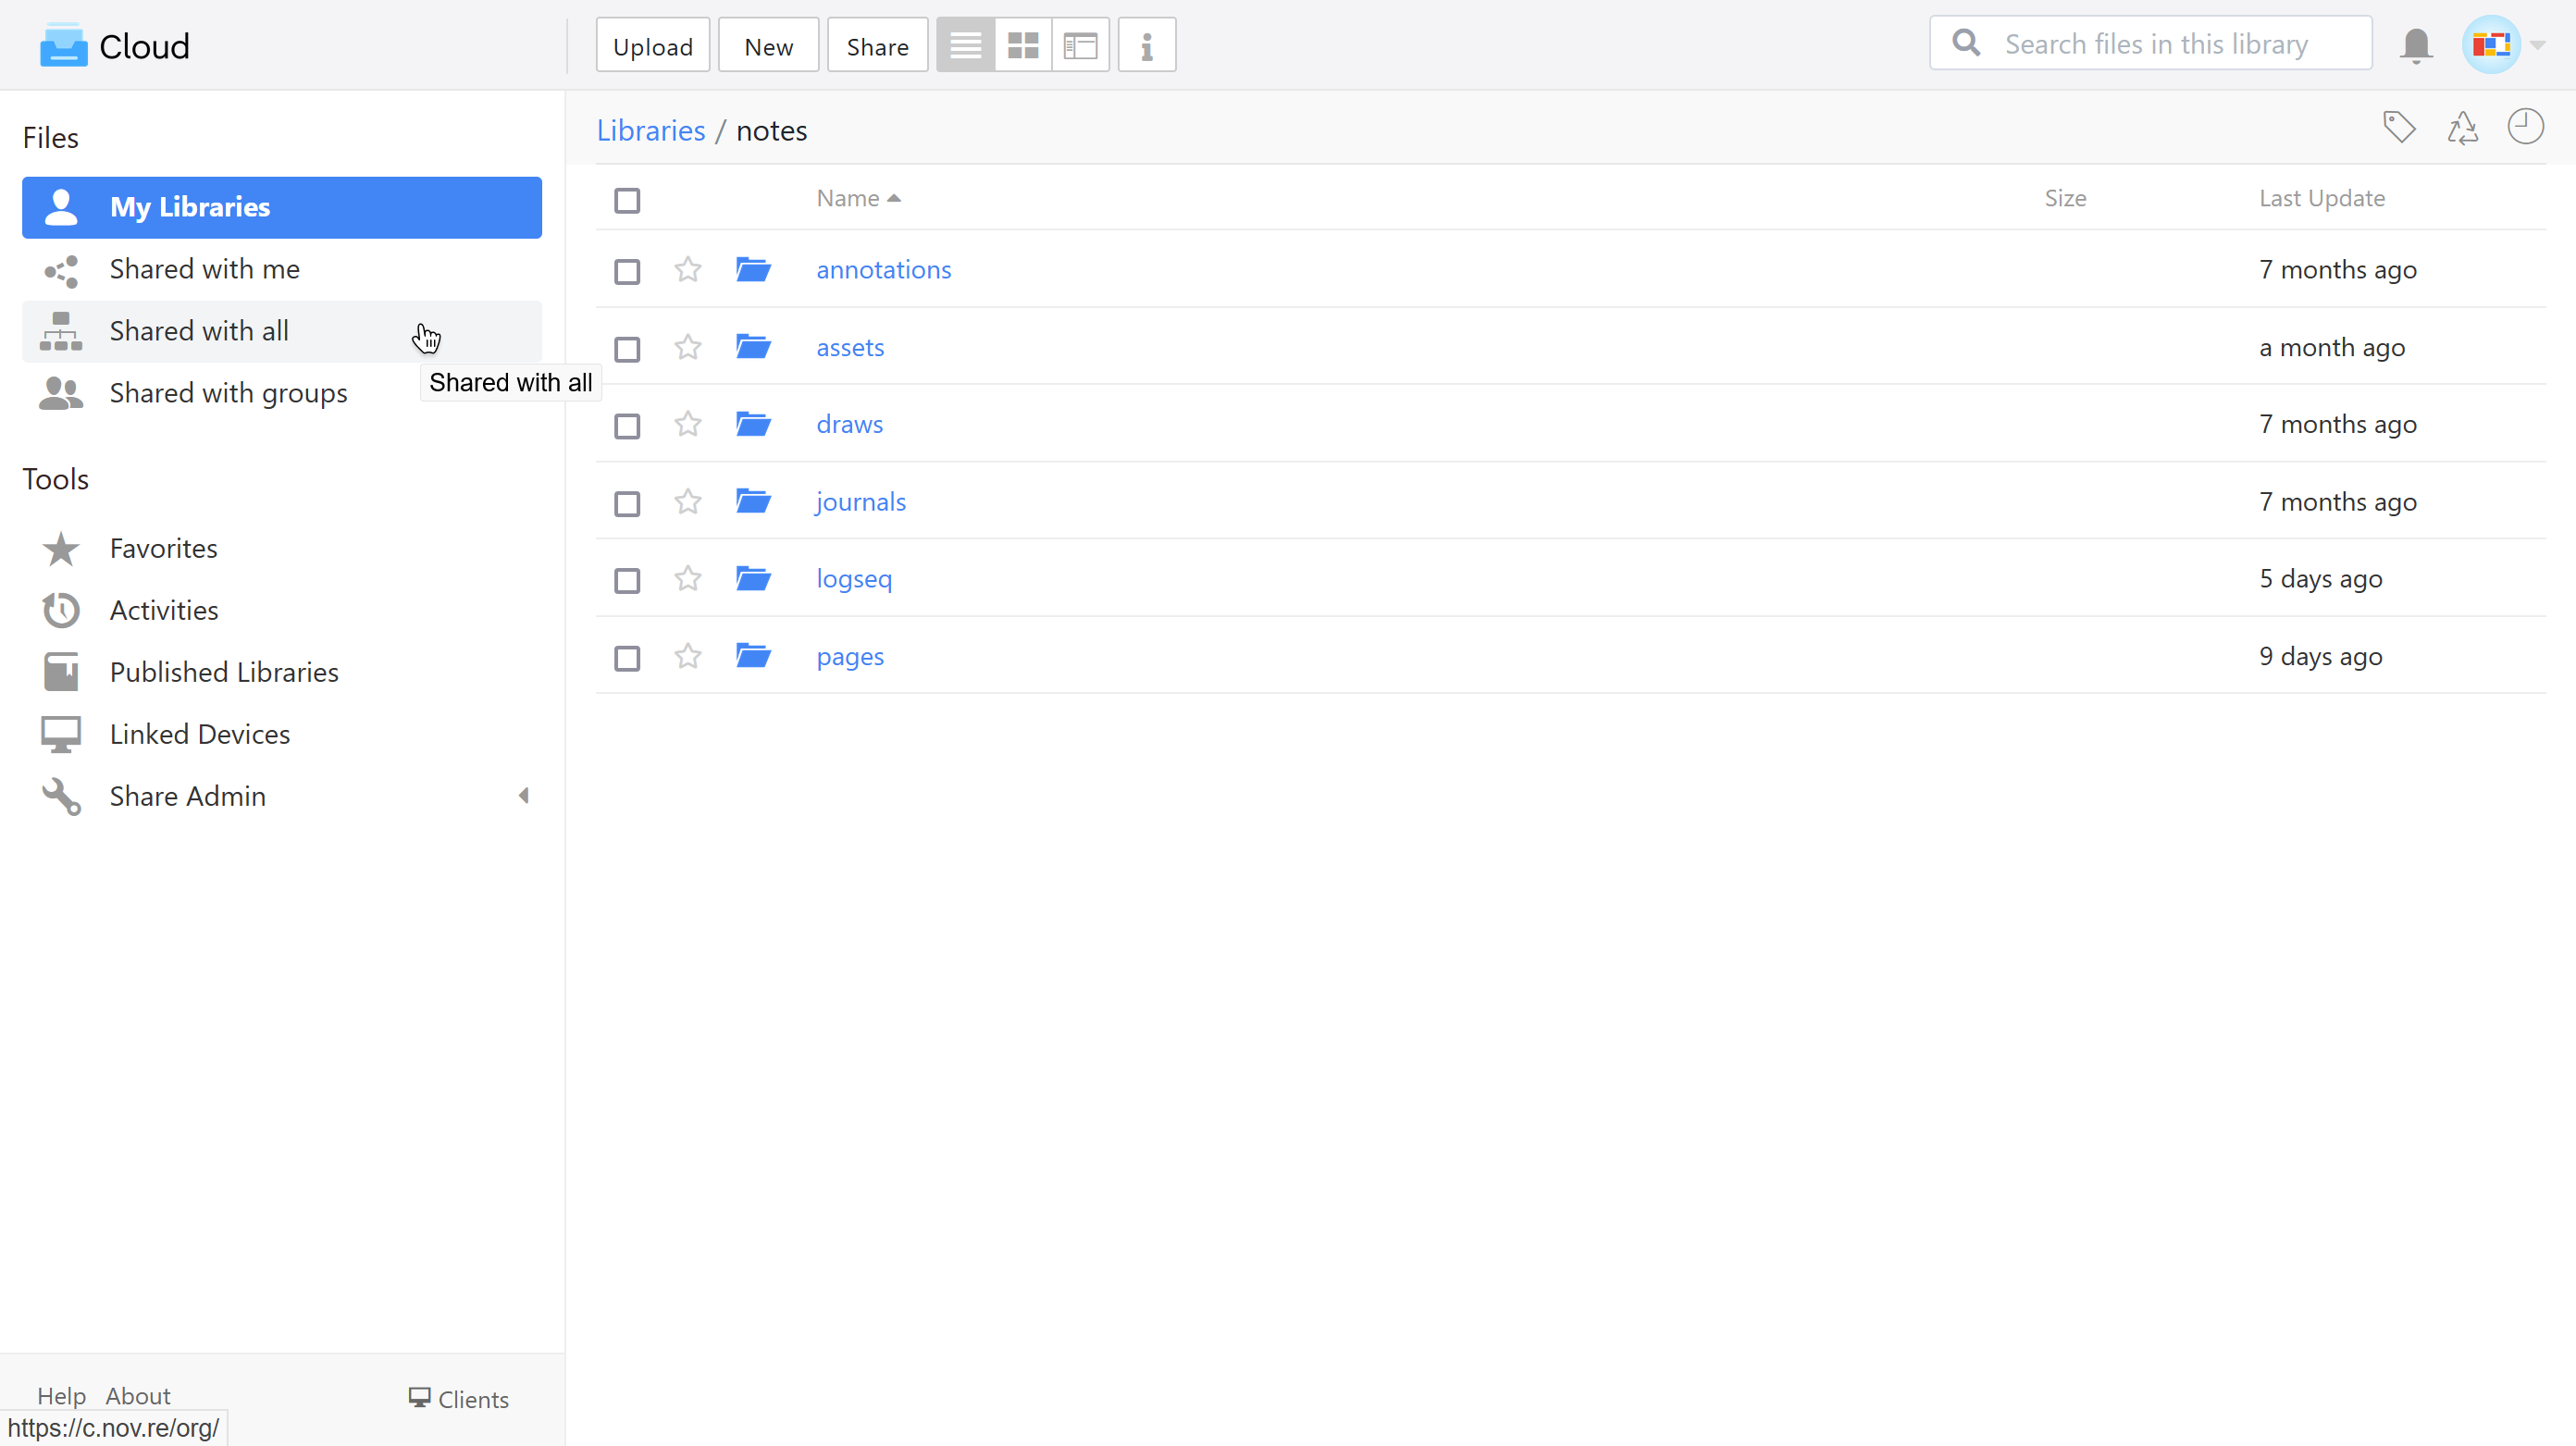 Cloud
Upload New Share
Search files in this library
Files
My Libraries
Shared with me
Shared with all
Shared with all
Shared with groups
Tools
Favorites
Activities
Published Libraries
Linked Devices
Share Admin
Libraries / notes
Name Size Last Update
annotations 7 months ago
assets a month ago
draws 7 months ago
journals 7 months ago
logseq 5 days ago
pages 9 days ago
Help About Clients
https://c.nov.re/org/